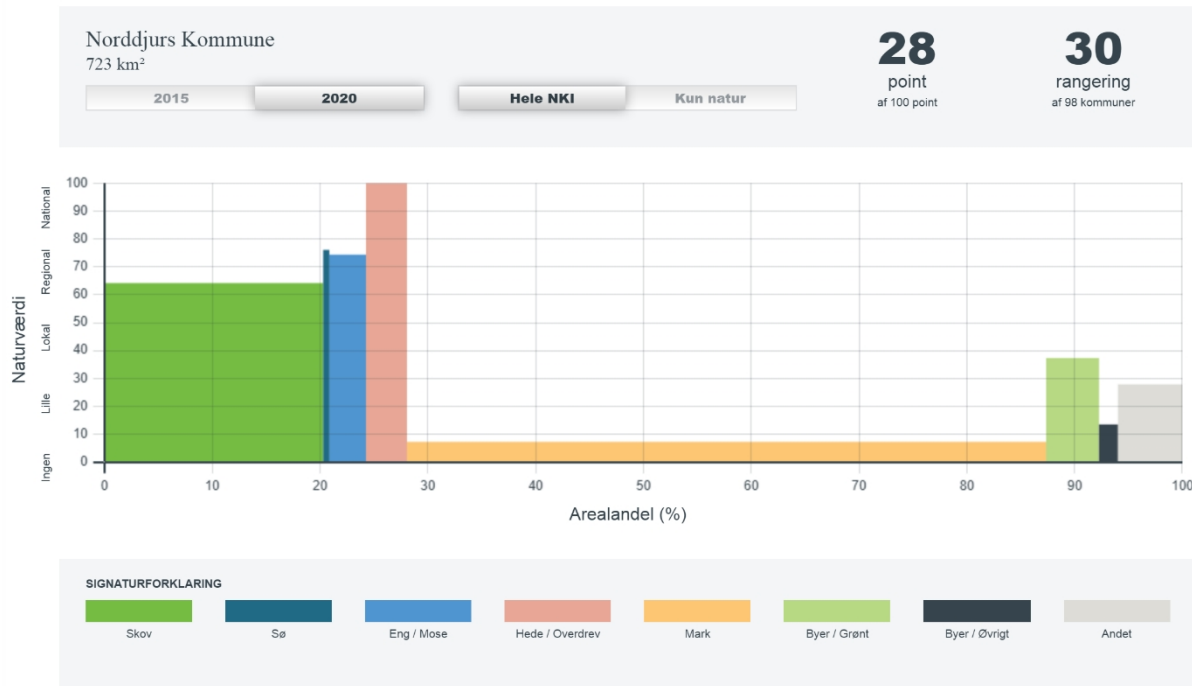 Norddjurs Kommune
723 km²
2015
2020
Hele NKI
Kun natur
28
point
af 100 point
30
rangering
af 98 kommuner
Naturværdi
National
Regional
Lokal
Lille
Ingen
100
90
80
70
60
50
40
30
20
10
0
0 10 20 30 40 50 60 70 80 90 100
Arealandel (%)
SIGNATURFORKLARING
Skov
Sø
Eng / Mose
Hede / Overdrev
Mark
Byer / Grønt
Byer / Øvrigt
Andet